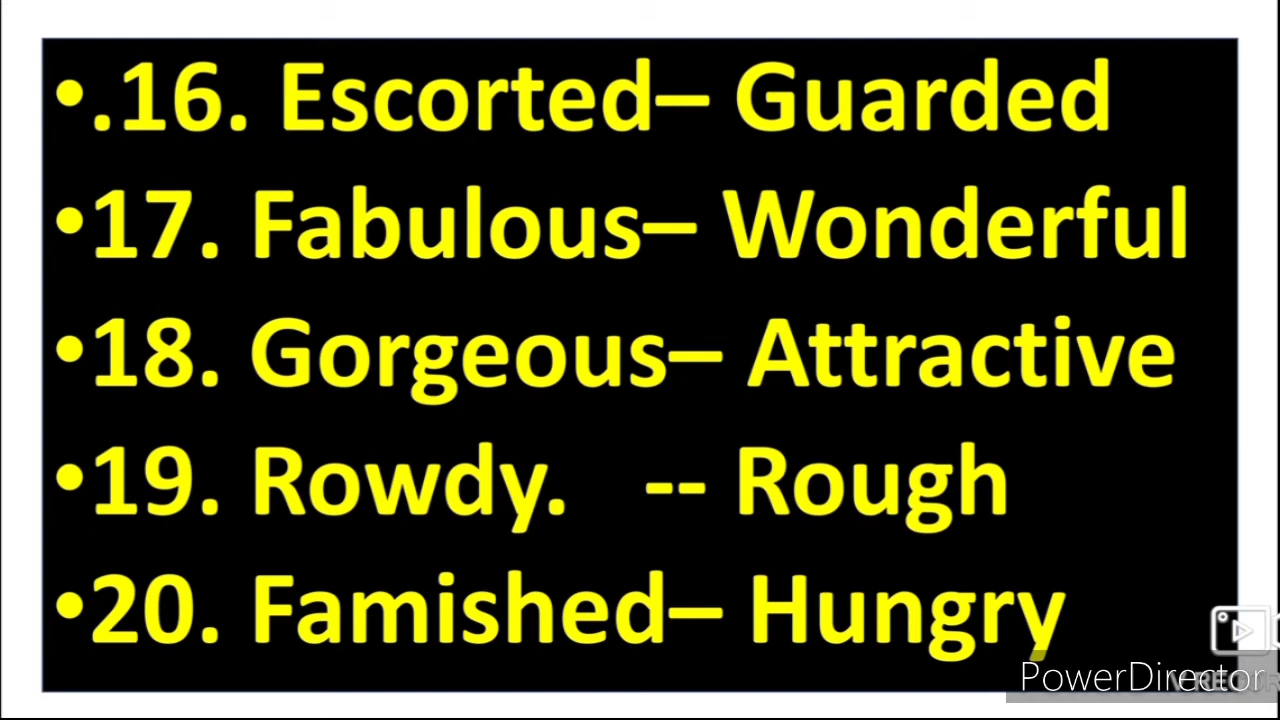 •.16. Escorted– Guarded
•17. Fabulous– Wonderful
•18. Gorgeous– Attractive
•19. Rowdy.   -- Rough
•20. Famished– Hungry
PowerDirector